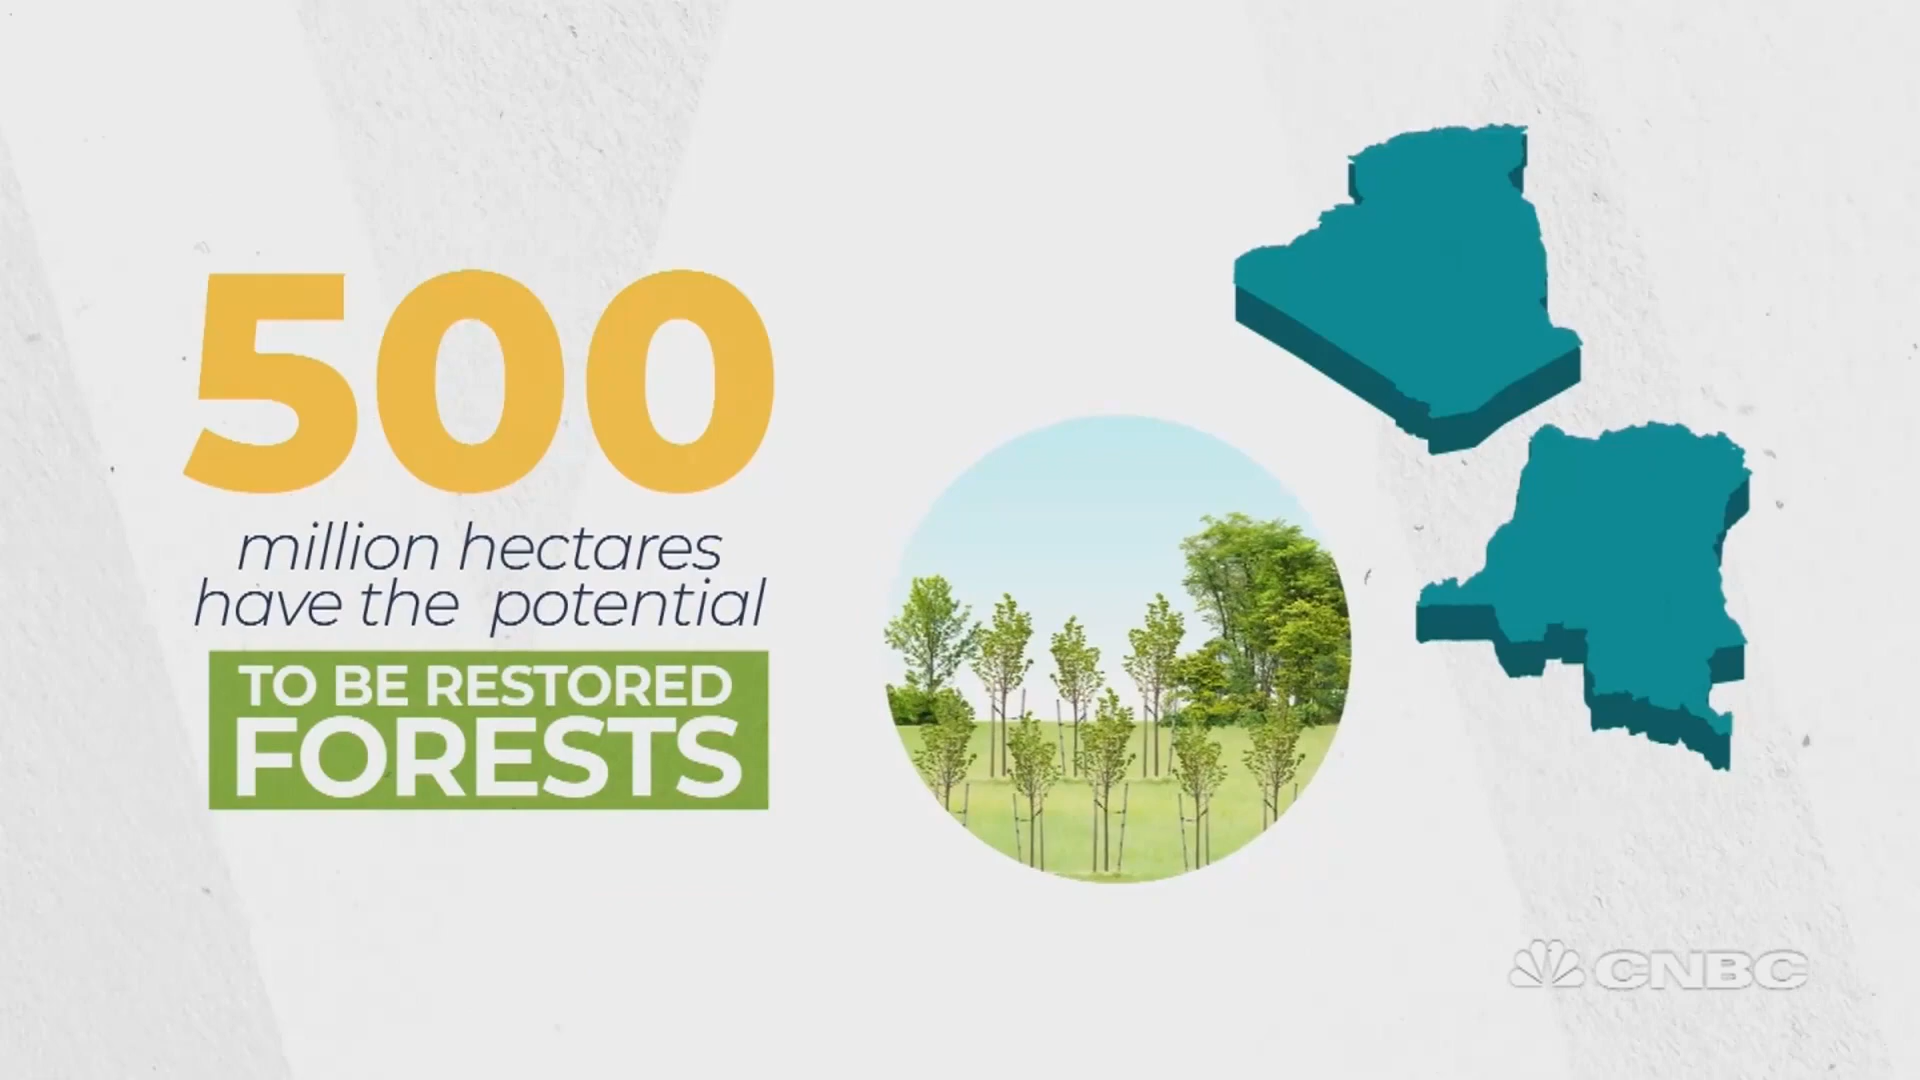 500
million hectares
have the potential
TO BE RESTORED
FORESTS
CNBC